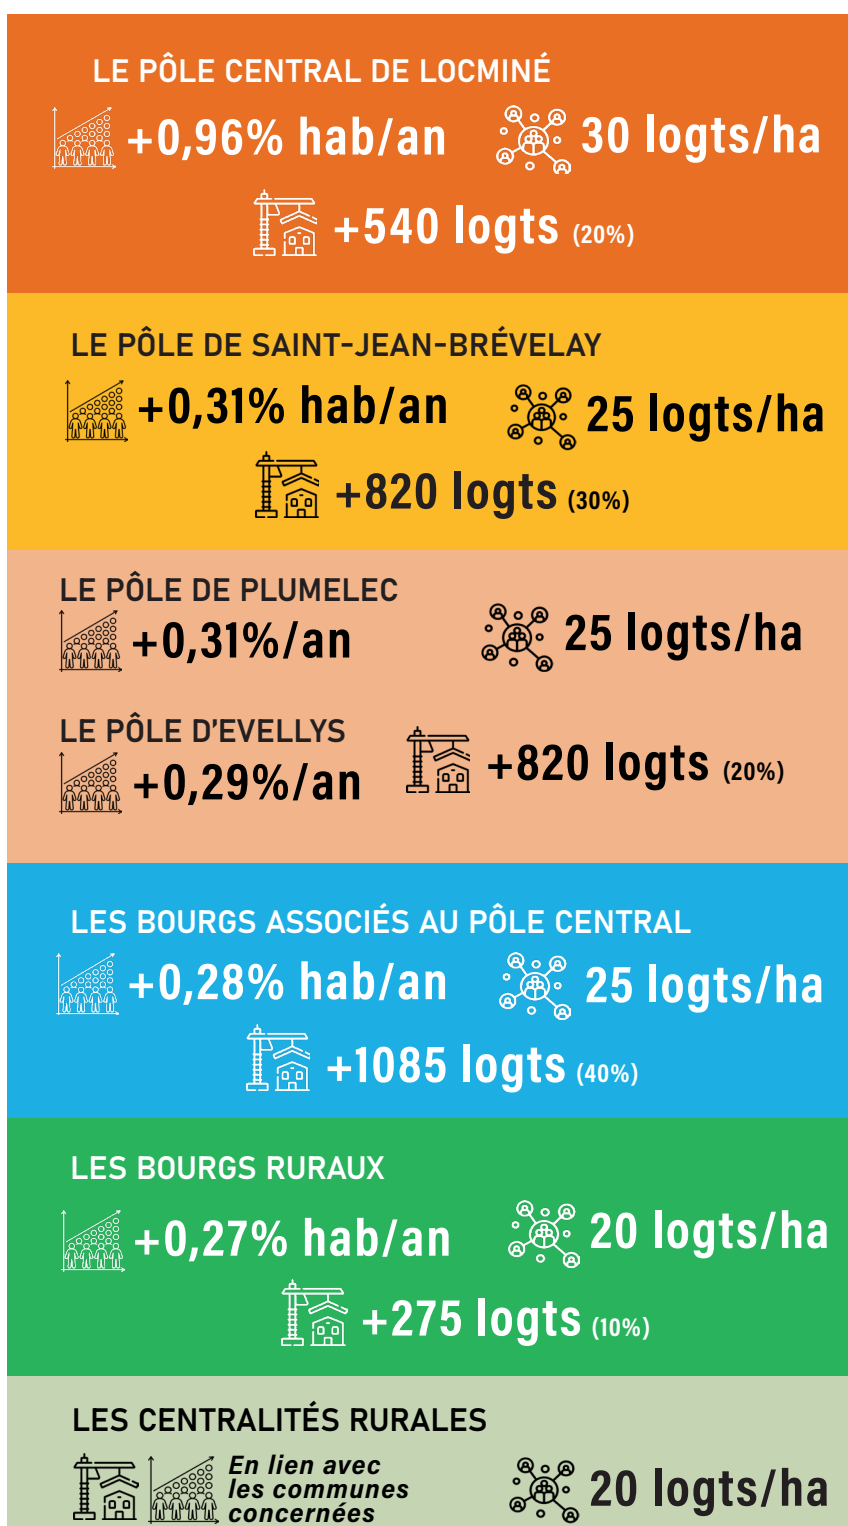 LE PÔLE CENTRAL DE LOCMINÉ
+0,96% hab/an
30 logts/ha
+540 logts (20%)
LE PÔLE DE SAINT-JEAN-BRÉVELAY
+0,31% hab/an
25 logts/ha
+820 logts (30%)
LE PÔLE DE PLUMELEC
+0,31%/an
25 logts/ha
LE PÔLE D'EVELLYS
+0,29%/an
+820 logts (20%)
LES BOURGS ASSOCIÉS AU PÔLE CENTRAL
+0,28% hab/an
25 logts/ha
+1085 logts (40%)
LES BOURGS RURAUX
+0,27% hab/an
20 logts/ha
+275 logts (10%)
LES CENTRALITÉS RURALES
En lien avec
les communes
concernées
20 logts/ha